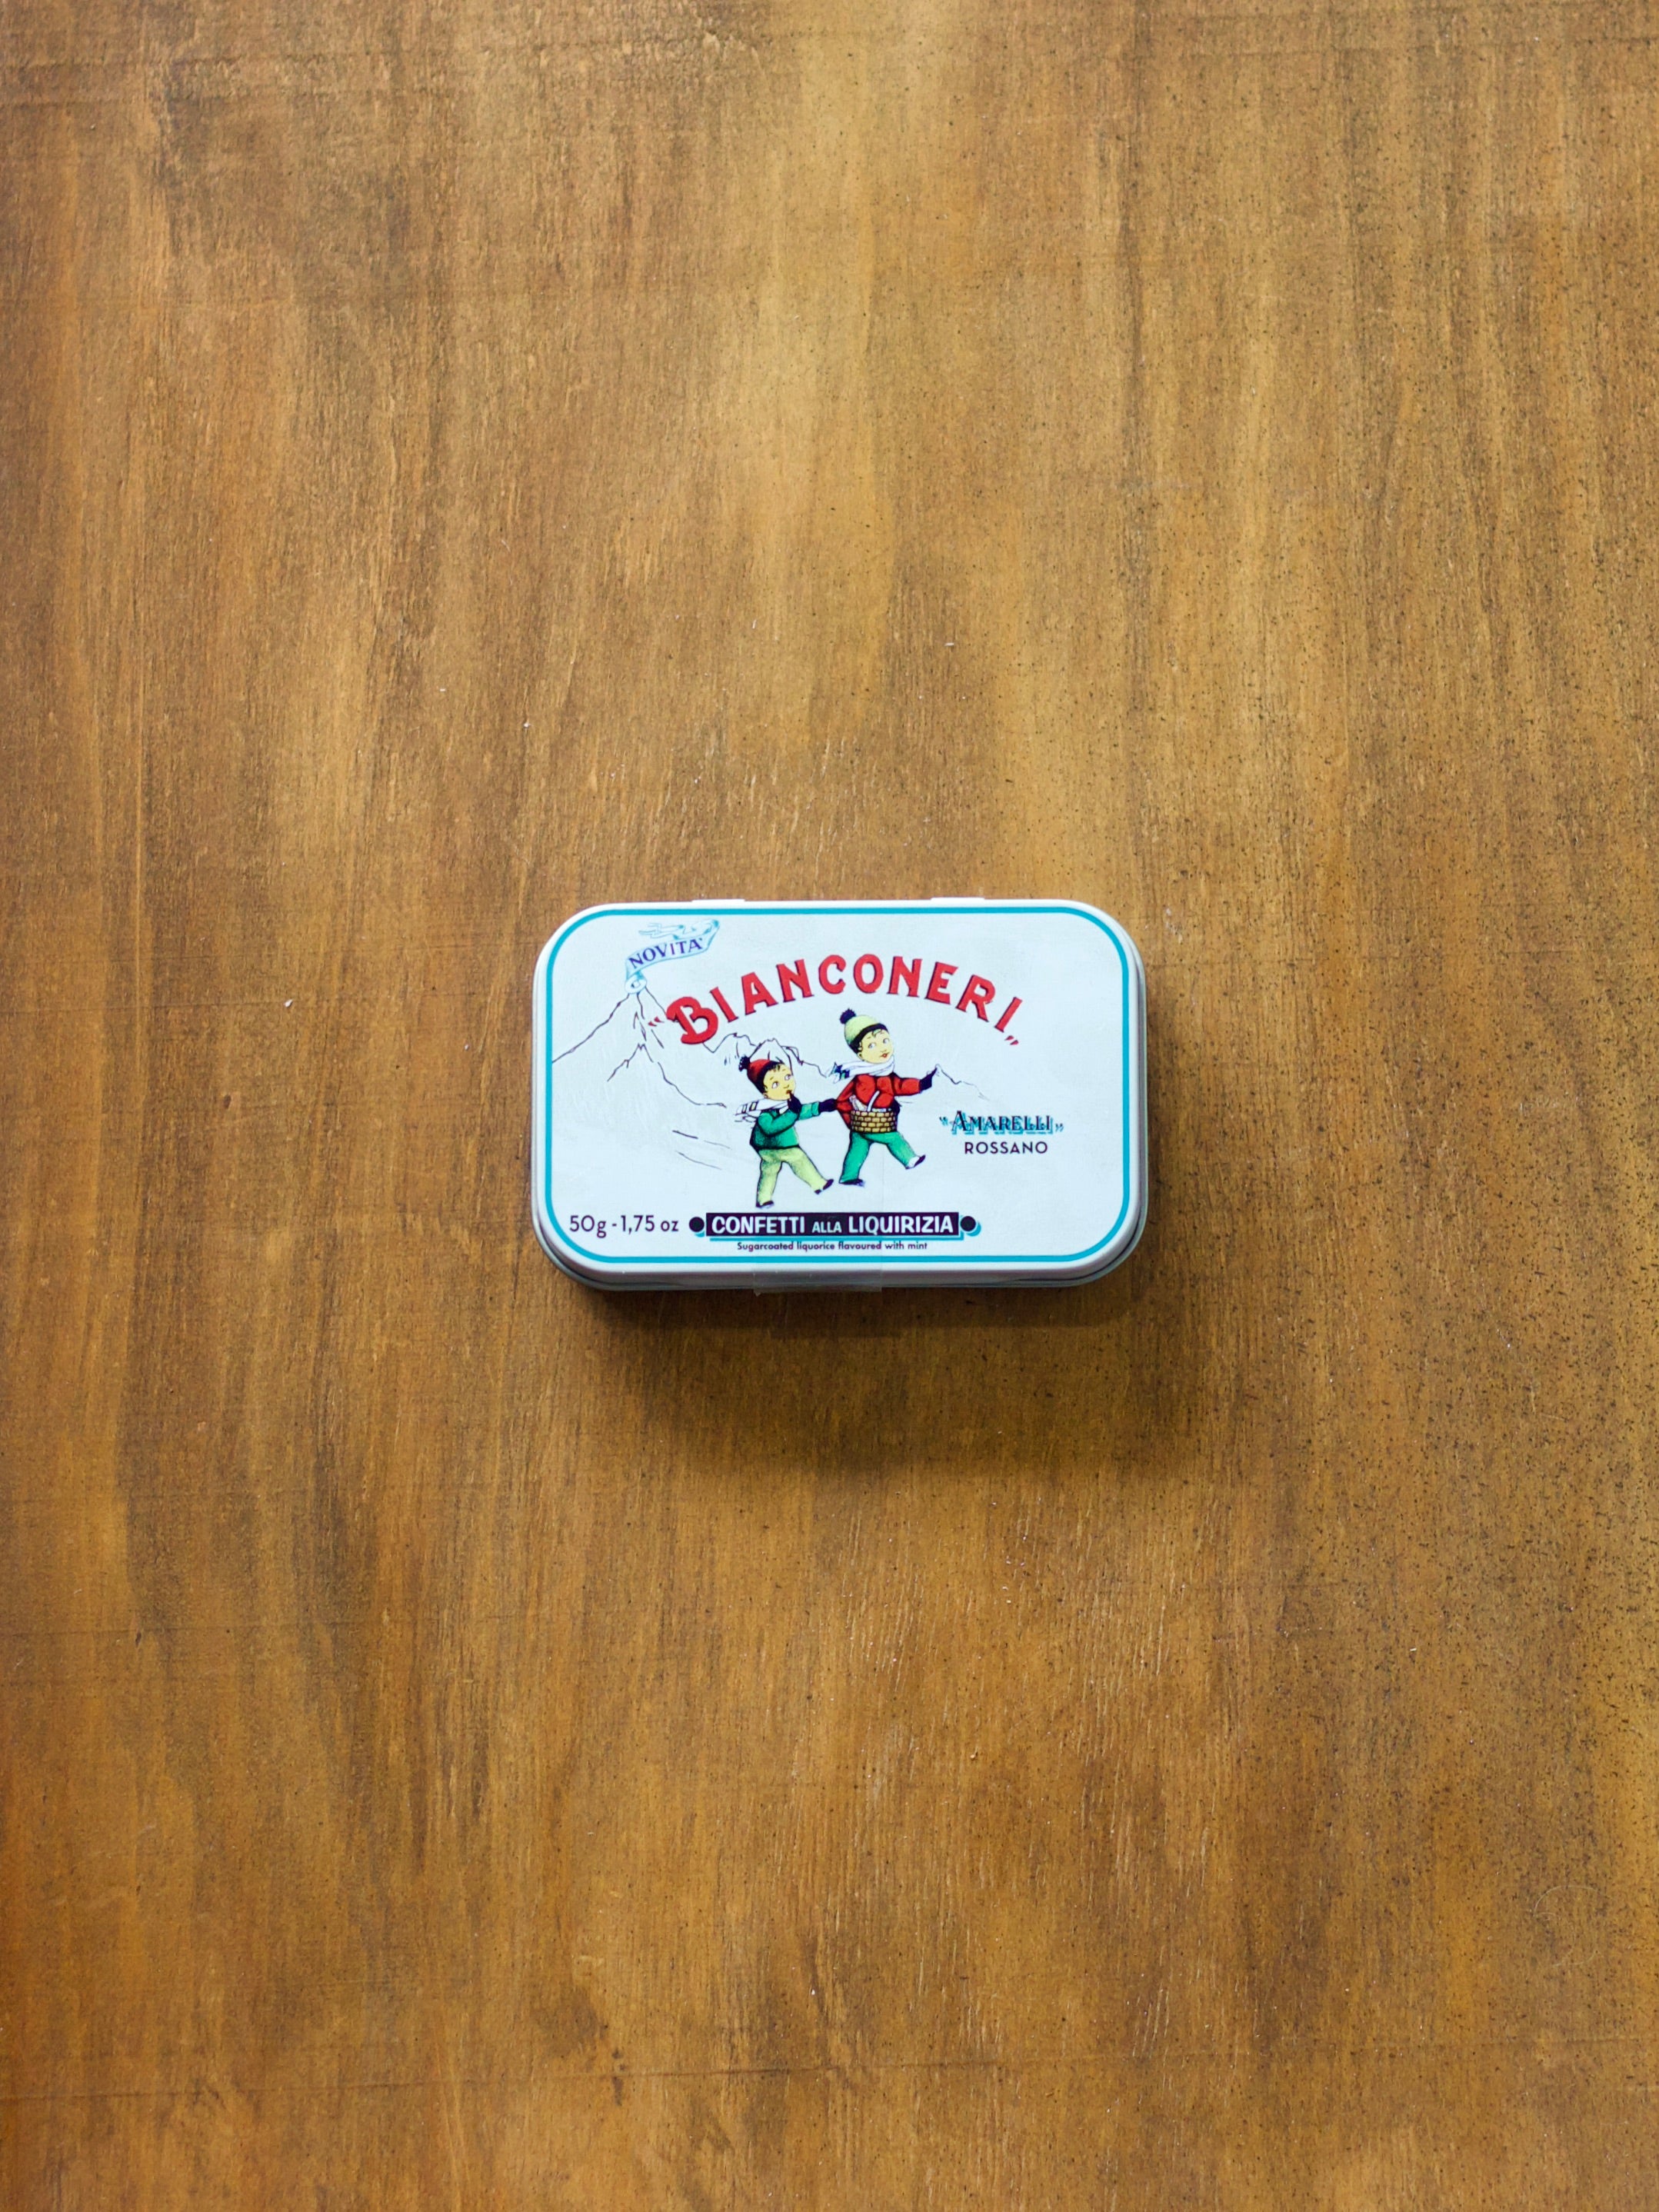 NOVITA'
"BIANCONERI"
"AMARELLI"
ROSSANO
50g - 1,75 oz
CONFETTI ALLA LIQUIRIZIA
Sugarcoated liquorice flavoured with mint